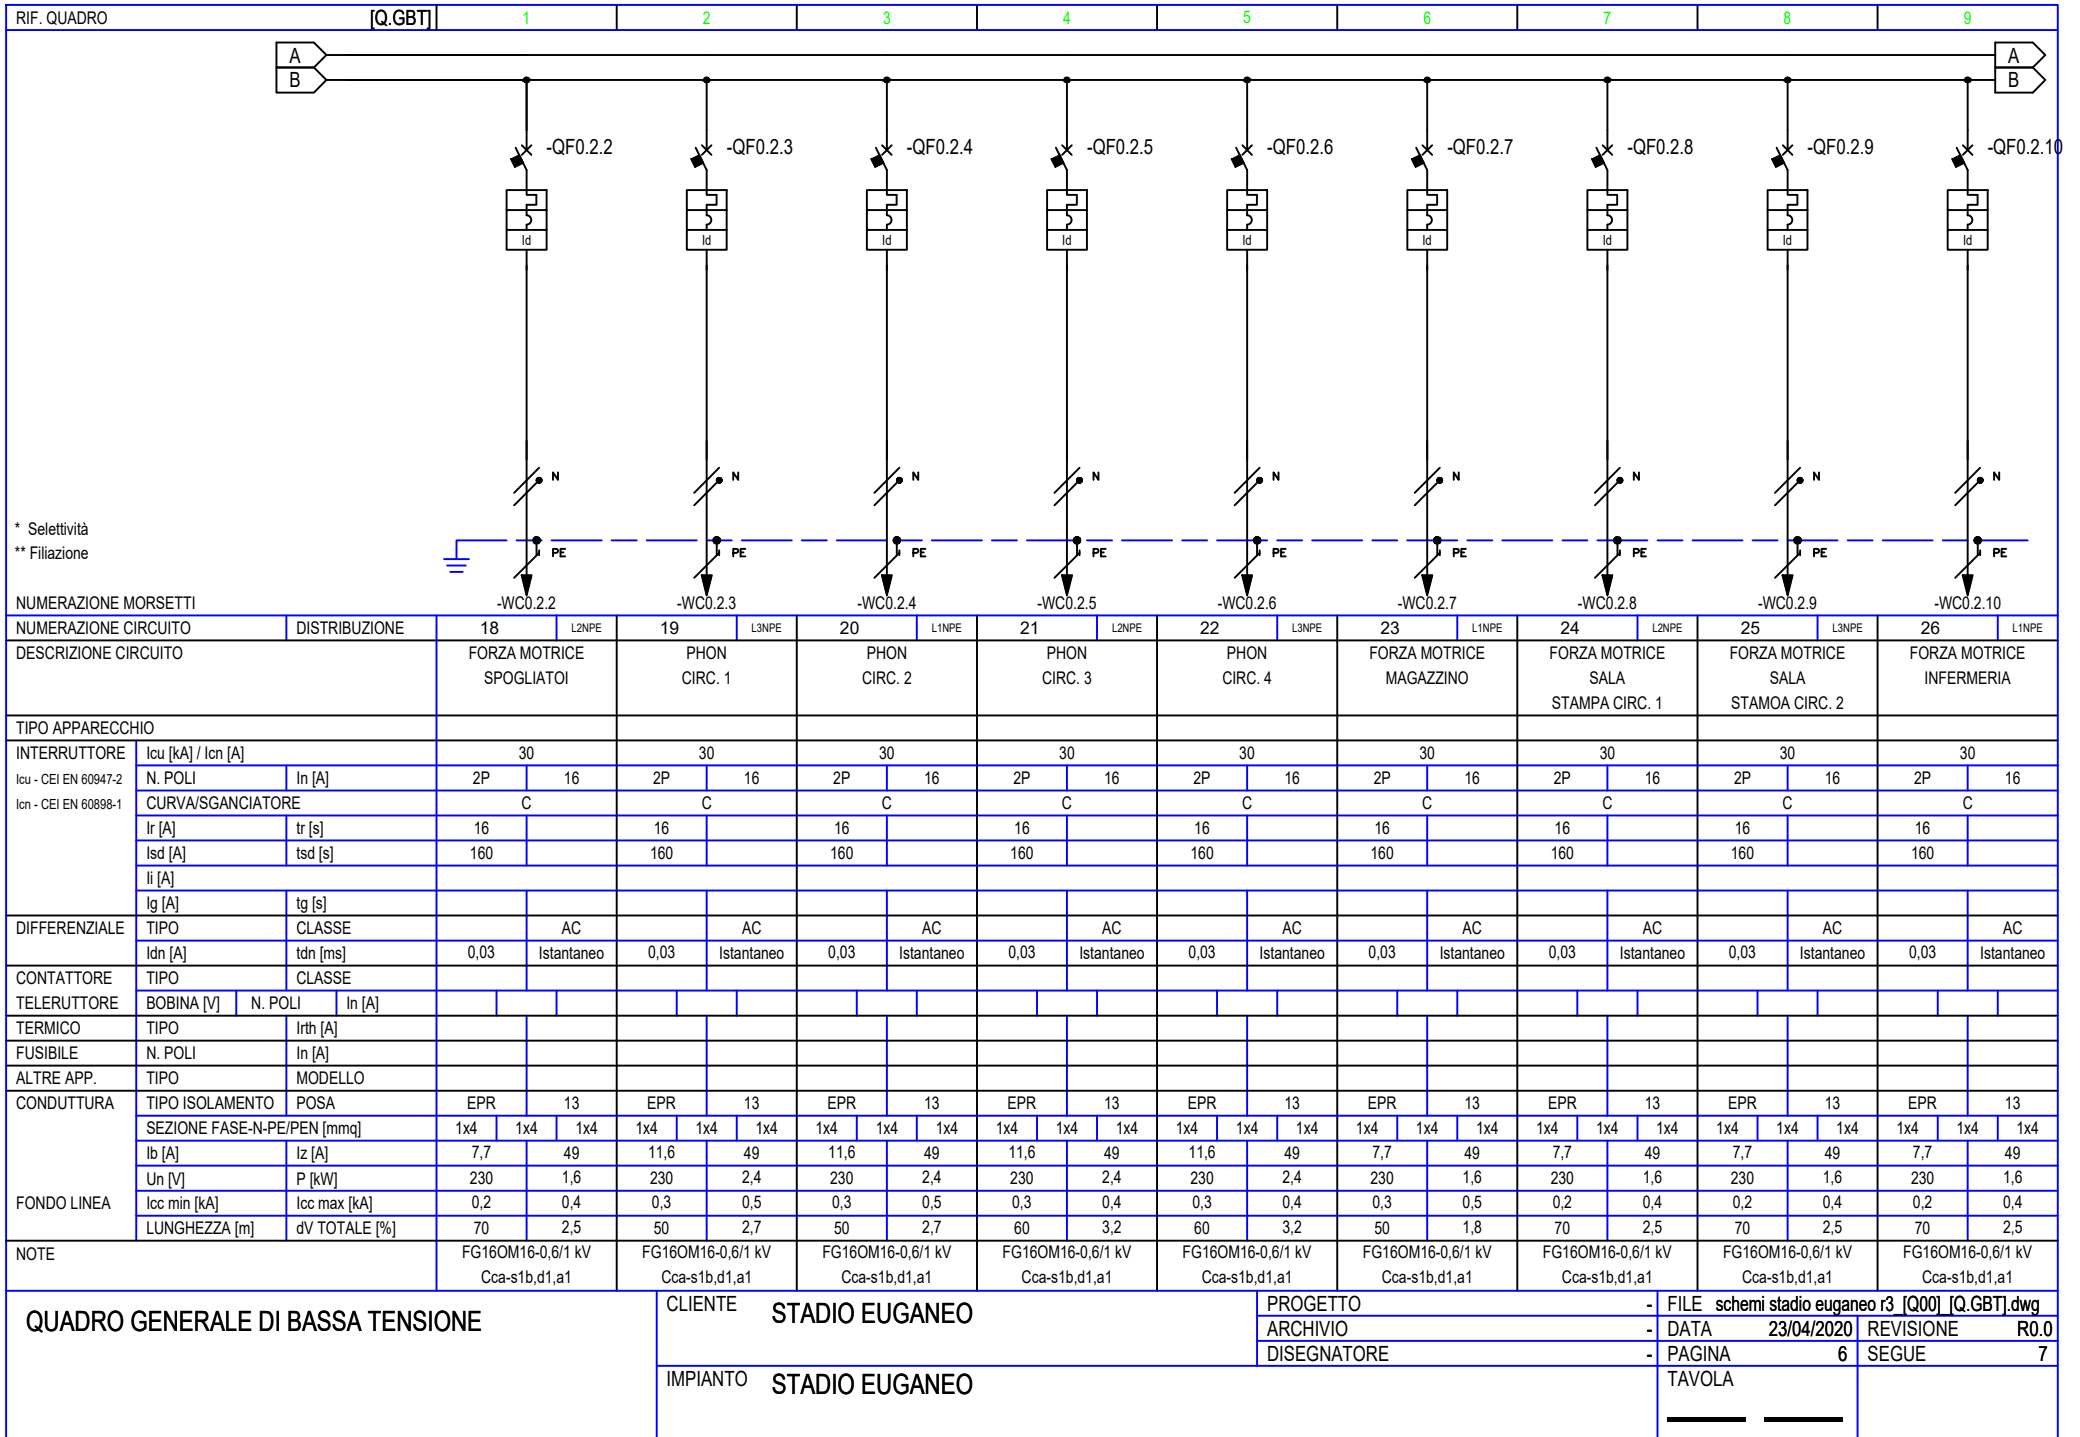 RIF. QUADRO [Q.GBT] 1 2 3 4 5 6 7 8 9
A A
B B
-QF0.2.2 -QF0.2.3 -QF0.2.4 -QF0.2.5 -QF0.2.6 -QF0.2.7 -QF0.2.8 -QF0.2.9 -QF0.2.10
Id Id Id Id Id Id Id Id Id
N N N N N N N N N
* Selettività
** Filiazione
PE PE PE PE PE PE PE PE PE
NUMERAZIONE MORSETTI -WC0.2.2 -WC0.2.3 -WC0.2.4 -WC0.2.5 -WC0.2.6 -WC0.2.7 -WC0.2.8 -WC0.2.9 -WC0.2.10
NUMERAZIONE CIRCUITO DISTRIBUZIONE 18 L2NPE 19 L3NPE 20 L1NPE 21 L2NPE 22 L3NPE 23 L1NPE 24 L2NPE 25 L3NPE 26 L1NPE
DESCRIZIONE CIRCUITO FORZA MOTRICE PHON PHON PHON PHON FORZA MOTRICE FORZA MOTRICE FORZA MOTRICE FORZA MOTRICE
SPOGLIATOI CIRC. 1 CIRC. 2 CIRC. 3 CIRC. 4 MAGAZZINO SALA SALA INFERMERIA
STAMPA CIRC. 1 STAMOA CIRC. 2
TIPO APPARECCHIO
INTERRUTTORE Icu [kA] / Icn [A] 30 30 30 30 30 30 30 30 30
Icu - CEI EN 60947-2 N. POLI In [A] 2P 16 2P 16 2P 16 2P 16 2P 16 2P 16 2P 16 2P 16 2P 16
Icn - CEI EN 60898-1 CURVA/SGANCIATORE C C C C C C C C C
Ir [A] tr [s] 16 16 16 16 16 16 16 16 16
Isd [A] tsd [s] 160 160 160 160 160 160 160 160 160
Ii [A]
Ig [A] tg [s]
DIFFERENZIALE TIPO CLASSE AC AC AC AC AC AC AC AC AC
Idn [A] tdn [ms] 0,03 Istantaneo 0,03 Istantaneo 0,03 Istantaneo 0,03 Istantaneo 0,03 Istantaneo 0,03 Istantaneo 0,03 Istantaneo 0,03 Istantaneo 0,03 Istantaneo
CONTATTORE TIPO CLASSE
TELERUTTORE BOBINA [V] N. POLI In [A]
TERMICO TIPO Irth [A]
FUSIBILE N. POLI In [A]
ALTRE APP. TIPO MODELLO
CONDUTTURA TIPO ISOLAMENTO POSA EPR 13 EPR 13 EPR 13 EPR 13 EPR 13 EPR 13 EPR 13 EPR 13 EPR 13
SEZIONE FASE-N-PE/PEN [mmq] 1x4 1x4 1x4 1x4 1x4 1x4 1x4 1x4 1x4 1x4 1x4 1x4 1x4 1x4 1x4 1x4 1x4 1x4 1x4 1x4 1x4 1x4 1x4 1x4 1x4 1x4 1x4
Ib [A] Iz [A] 7,7 49 11,6 49 11,6 49 11,6 49 11,6 49 7,7 49 7,7 49 7,7 49 7,7 49
Un [V] P [kW] 230 1,6 230 2,4 230 2,4 230 2,4 230 2,4 230 1,6 230 1,6 230 1,6 230 1,6
FONDO LINEA Icc min [kA] Icc max [kA] 0,2 0,4 0,3 0,5 0,3 0,5 0,3 0,4 0,3 0,4 0,3 0,5 0,2 0,4 0,2 0,4 0,2 0,4
LUNGHEZZA [m] dV TOTALE [%] 70 2,5 50 2,7 50 2,7 60 3,2 60 3,2 50 1,8 70 2,5 70 2,5 70 2,5
NOTE FG16OM16-0,6/1 kV FG16OM16-0,6/1 kV FG16OM16-0,6/1 kV FG16OM16-0,6/1 kV FG16OM16-0,6/1 kV FG16OM16-0,6/1 kV FG16OM16-0,6/1 kV FG16OM16-0,6/1 kV FG16OM16-0,6/1 kV
Cca-s1b,d1,a1 Cca-s1b,d1,a1 Cca-s1b,d1,a1 Cca-s1b,d1,a1 Cca-s1b,d1,a1 Cca-s1b,d1,a1 Cca-s1b,d1,a1 Cca-s1b,d1,a1 Cca-s1b,d1,a1
QUADRO GENERALE DI BASSA TENSIONE
CLIENTE STADIO EUGANEO
IMPIANTO STADIO EUGANEO
PROGETTO - FILE schemi stadio euganeo r3_[Q00]_[Q.GBT].dwg
ARCHIVIO - DATA 23/04/2020 REVISIONE R0.0
DISEGNATORE - PAGINA 6 SEGUE 7
TAVOLA